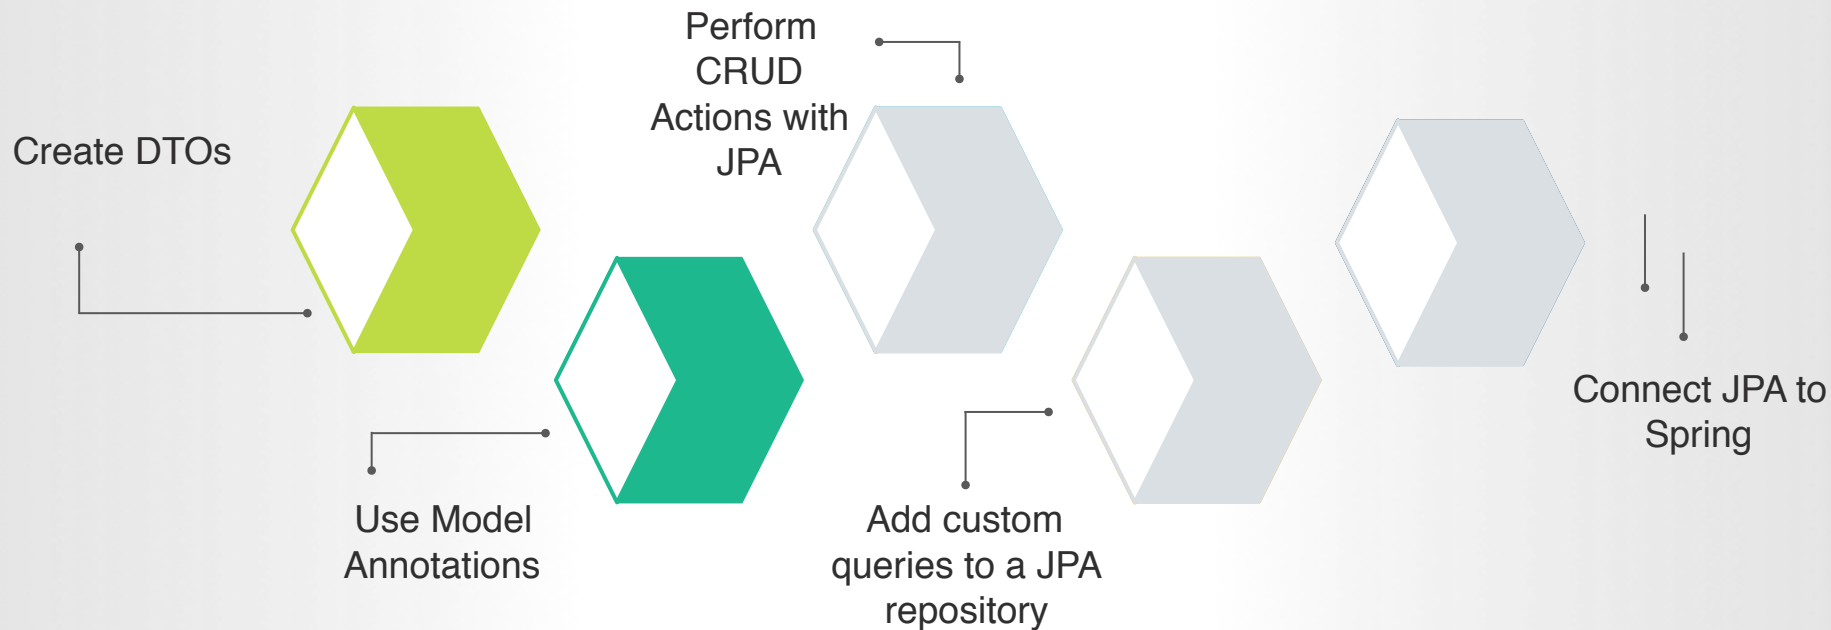 Create DTOs
Use Model
Annotations
Perform
CRUD
Actions with
JPA
Add custom
queries to a JPA
repository
Connect JPA to
Spring